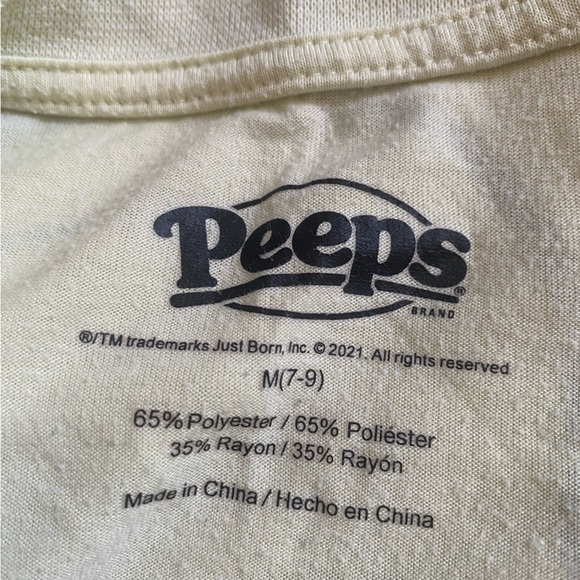 Peeps®
BRAND
®/TM trademarks Just Born, Inc. © 2021. All rights reserved
M(7-9)
65% Polyester / 65% Poliéster
35% Rayon / 35% Rayón
Made in China / Hecho en China